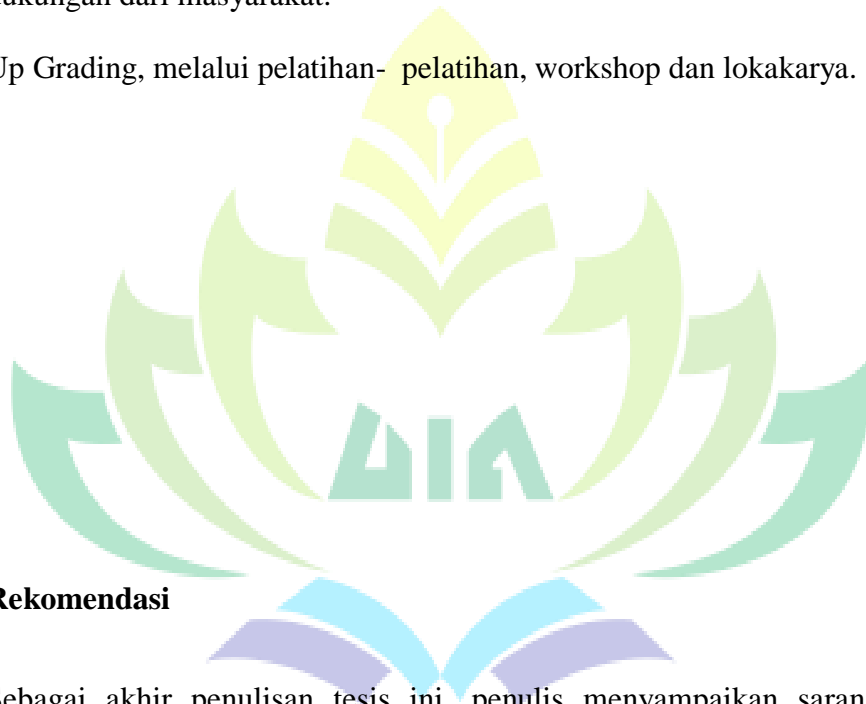 dukungan dari masyarakat.
Up Grading, melalui pelatihan- pelatihan, workshop dan lokakarya.
UIN
Rekomendasi
Sebagai akhir penulisan tesis ini, penulis menyampaikan saran